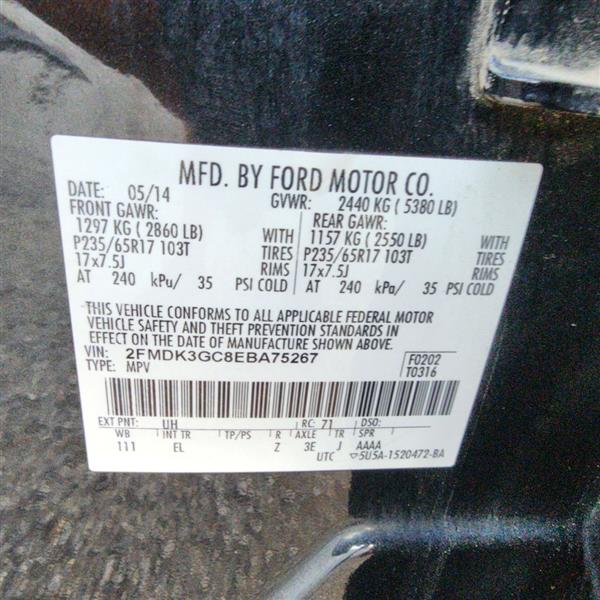 MFD. BY FORD MOTOR CO.
DATE: 05/14 GVWR: 2440 KG ( 5380 LB)
FRONT GAWR: REAR GAWR:
1297 KG ( 2860 LB) WITH 1157 KG ( 2550 LB) WITH
P235/65R17 103T TIRES P235/65R17 103T TIRES
17x7.5J RIMS 17x7.5J RIMS
AT 240 kPa/ 35 PSI COLD AT 240 kPa/ 35 PSI COLD
THIS VEHICLE CONFORMS TO ALL APPLICABLE FEDERAL MOTOR
VEHICLE SAFETY AND THEFT PREVENTION STANDARDS IN
EFFECT ON THE DATE OF MANUFACTURE SHOWN ABOVE.
VIN: 2FMDK3GC8EBA75267 F0202
TYPE: MPV T0316
EXT PNT: UH RC: 71 DSO:
WB INT TR TP/PS R AXLE TR SPR
111 EL Z 3E J AAAA
UTC ▽5U5A-1520472-BA